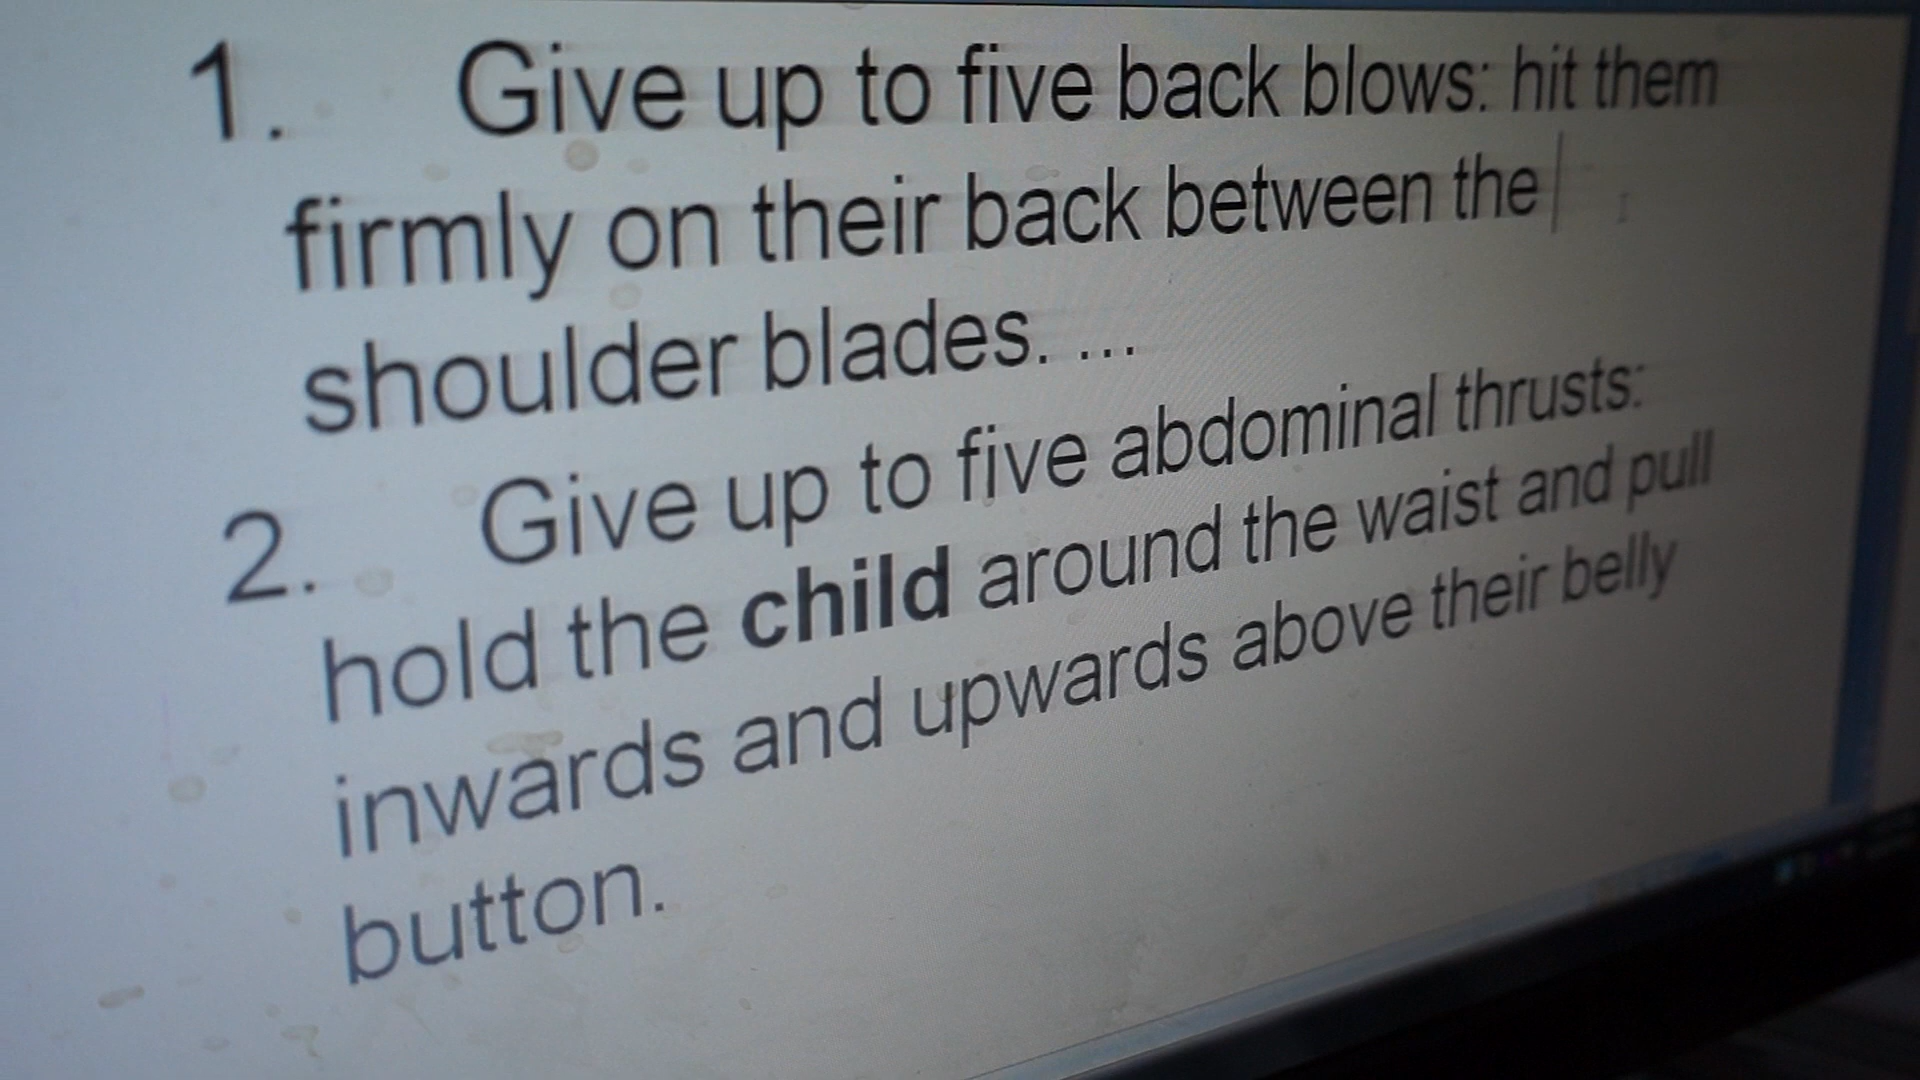 1. Give up to five back blows: hit them
firmly on their back between the
shoulder blades. ...
2. Give up to five abdominal thrusts:
hold the child around the waist and pull
inwards and upwards above their belly
button.